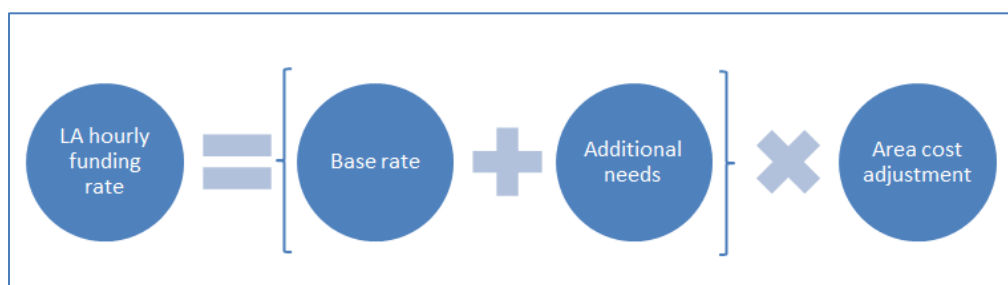 LA hourly
funding
rate
=
[
Base rate
+
Additional
needs
]
×
Area cost
adjustment